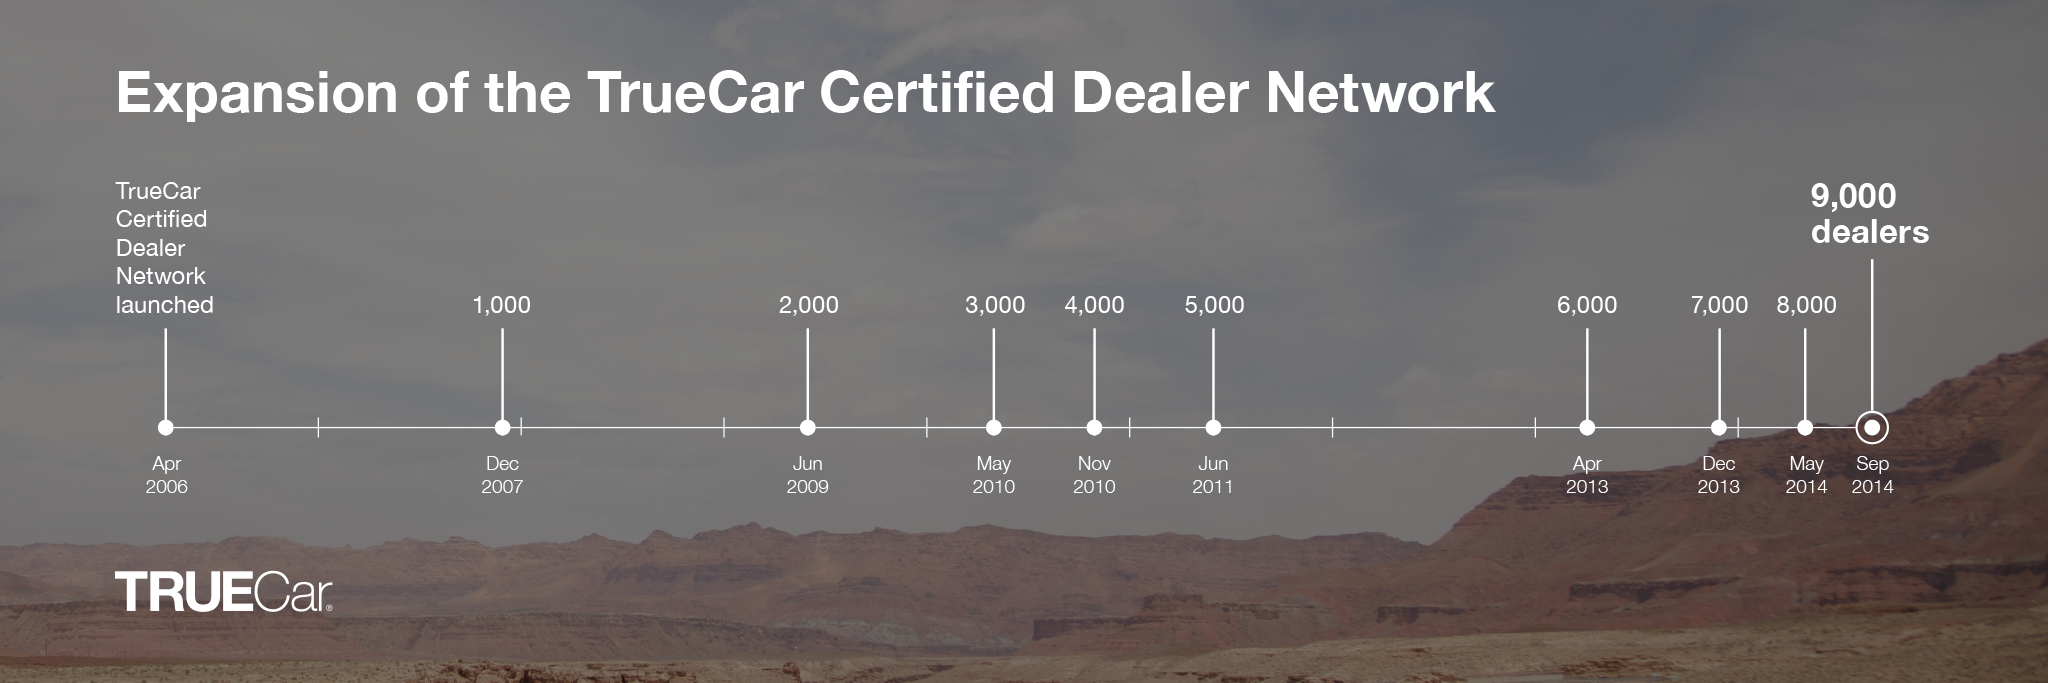 Expansion of the TrueCar Certified Dealer Network
TrueCar
Certified
Dealer
Network
launched
1,000
2,000
3,000
4,000
5,000
6,000
7,000
8,000
9,000
dealers
Apr
2006
Dec
2007
Jun
2009
May
2010
Nov
2010
Jun
2011
Apr
2013
Dec
2013
May
2014
Sep
2014
TRUECar®